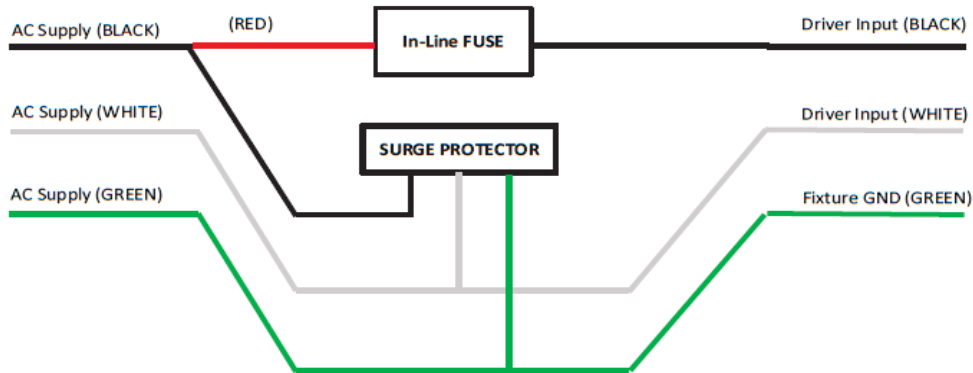 AC Supply (BLACK)
(RED)
In-Line FUSE
Driver Input (BLACK)
AC Supply (WHITE)
Driver Input (WHITE)
SURGE PROTECTOR
AC Supply (GREEN)
Fixture GND (GREEN)